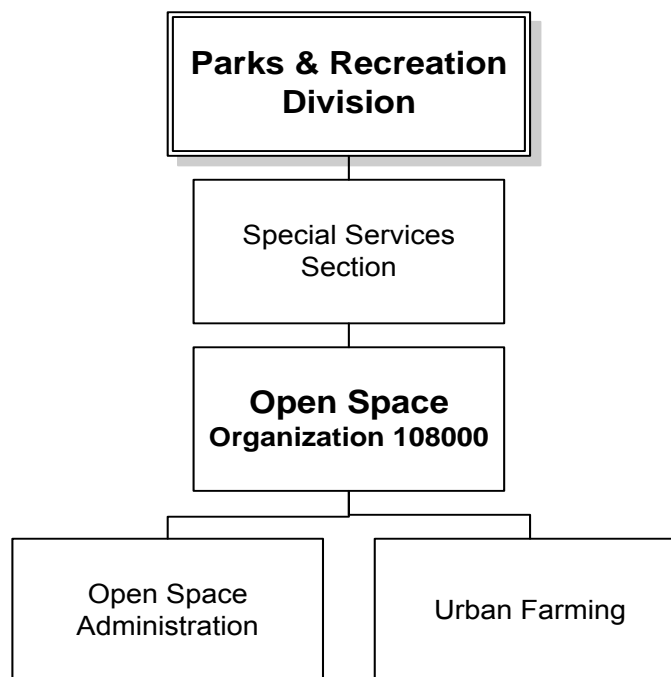 Parks & Recreation
Division
Special Services
Section
Open Space
Organization 108000
Open Space
Administration
Urban Farming